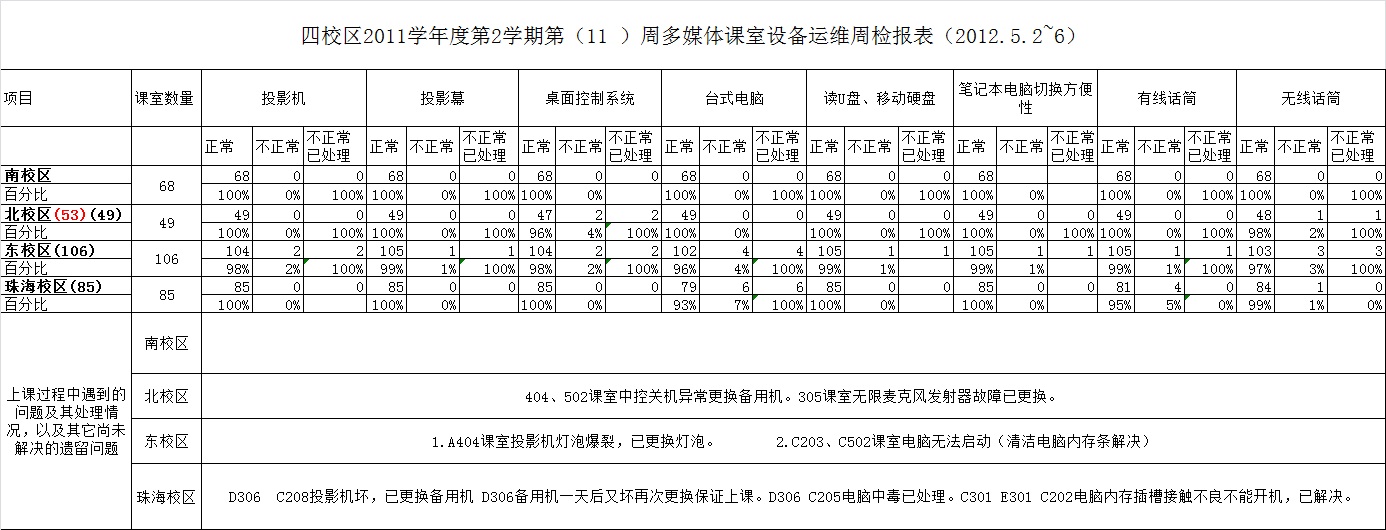 四校区2011学年度第2学期第（11 ）周多媒体课室设备运维周检报表（2012.5.2~6）
项目 课室数量 投影机 投影幕 桌面控制系统 台式电脑 读U盘、移动硬盘 笔记本电脑切换方便性 有线话筒 无线话筒
正常 不正常 不正常已处理 正常 不正常 不正常已处理 正常 不正常 不正常已处理 正常 不正常 不正常已处理 正常 不正常 不正常已处理 正常 不正常 不正常已处理 正常 不正常 不正常已处理 正常 不正常 不正常已处理
南校区 68 68 0 0 68 0 0 68 0 0 68 0 0 68 0 0 68 68 0 0 68 0 0
百分比 100% 0% 100% 100% 0% 100% 100% 0% 100% 100% 0% 100% 100% 0% 100% 100% 0% 100% 100% 0% 100% 100% 0% 100%
北校区(53)(49) 49 49 0 0 49 0 0 47 2 2 49 0 0 49 0 0 49 0 0 49 0 0 48 1 1
百分比 100% 0% 100% 100% 0% 100% 96% 4% 100% 100% 0% 100% 0% 100% 100% 0% 100% 100% 0% 100% 98% 2% 100%
东校区(106) 106 104 2 2 105 1 1 104 2 2 102 4 4 105 1 1 105 1 1 105 1 1 103 3 3
百分比 98% 2% 100% 99% 1% 100% 98% 2% 100% 96% 4% 100% 99% 1% 99% 1% 99% 1% 100% 97% 3% 100%
珠海校区(85) 85 85 0 0 85 0 0 85 0 0 79 6 6 85 0 0 85 0 0 81 4 0 84 1 0
百分比 100% 0% 100% 0% 100% 0% 93% 7% 100% 100% 0% 100% 0% 95% 5% 0% 99% 1% 0%
上课过程中遇到的
问题及其处理情
况，以及其它尚未
解决的遗留问题
南校区
北校区 404、502课室中控关机异常更换备用机。305课室无限麦克风发射器故障已更换。
东校区 1.A404课室投影机灯泡爆裂，已更换灯泡。 2.C203、C502课室电脑无法启动（清洁电脑内存条解决）
珠海校区 D306 C208投影机坏，已更换备用机 D306备用机一天后又坏再次更换保证上课。D306 C205电脑中毒已处理。C301 E301 C202电脑内存插槽接触不良不能开机，已解决。